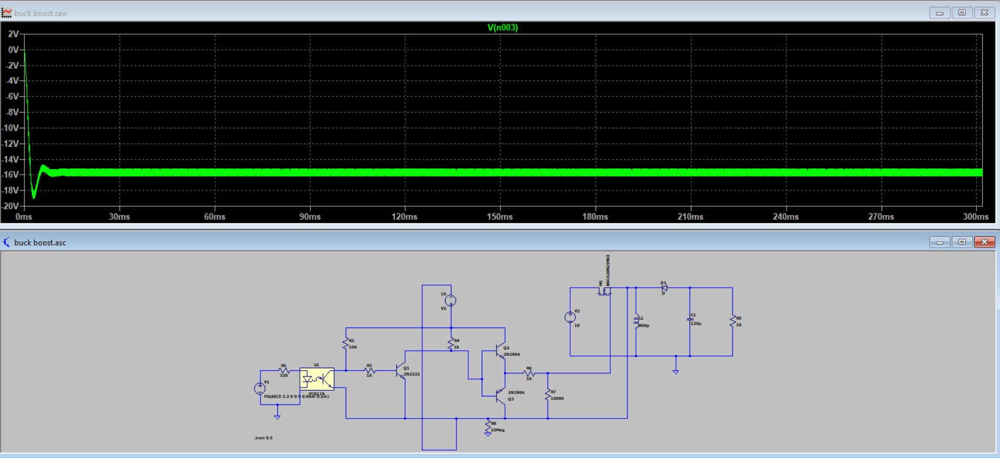 buck boost.raw
V(n003)
2V
0V
-2V
-4V
-6V
-8V
-10V
-12V
-14V
-16V
-18V
-20V
0ms 30ms 60ms 90ms 120ms 150ms 180ms 210ms 240ms 270ms 300ms
buck boost.asc
M1
BSC42DN25NS3
D1
D
15
V2
V3
10
L1
800µ
C1
120µ
R5
10
R2
10K
R4
1k
Q2
2N3904
R1
320
U1
R3
1K
Q1
2N2222
R6
10
V1
PC817A
PULSE(0 3.3 0 0 0 0.06m 0.1m)
2N3906
Q3
R7
10000
R8
10Meg
.tran 0.5